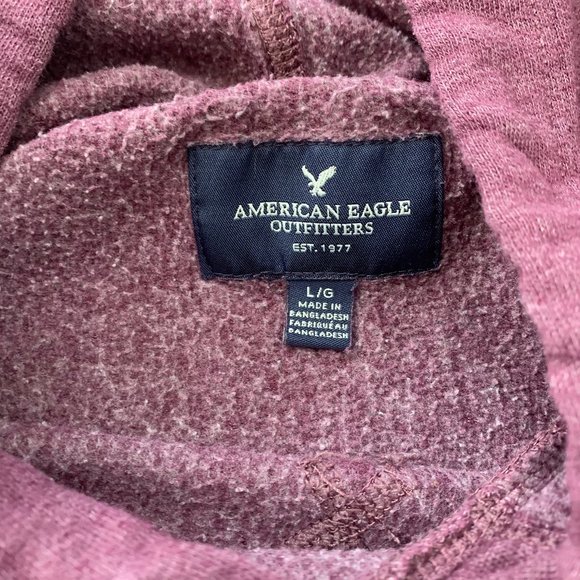 AMERICAN EAGLE
OUTFITTERS
EST. 1977
L/G
MADE IN
BANGLADESH
FABRIQUÉ AU
BANGLADESH